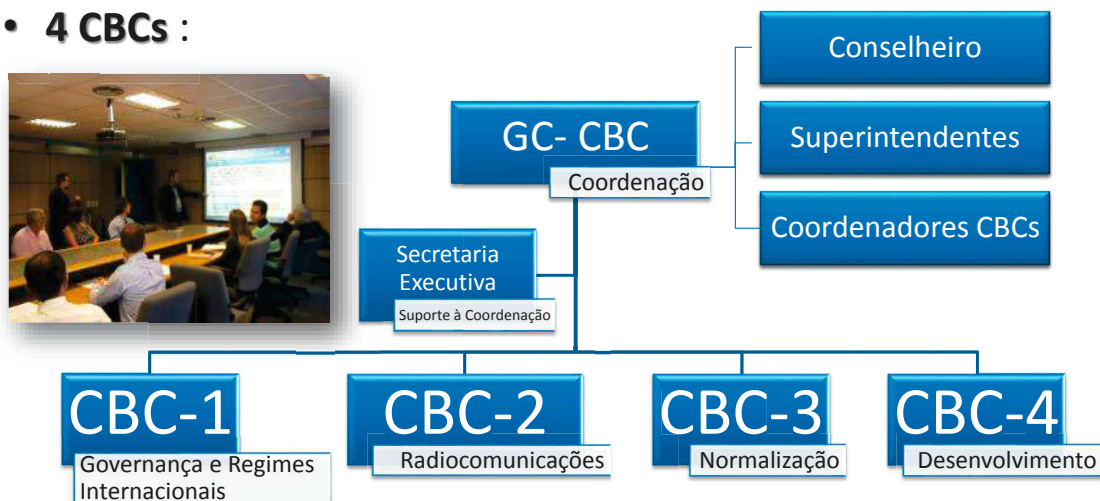 • 4 CBCs :
GC- CBC
Coordenação
Conselheiro
Superintendentes
Coordenadores CBCs
Secretaria
Executiva
Suporte à Coordenação
CBC-1
Governança e Regimes
Internacionais
CBC-2
Radiocomunicações
CBC-3
Normalização
CBC-4
Desenvolvimento